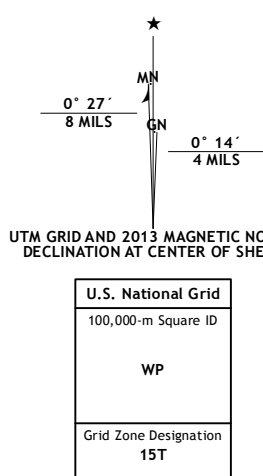 ★
MN
0° 27´
8 MILS
GN
0° 14´
4 MILS
UTM GRID AND 2013 MAGNETIC NO
DECLINATION AT CENTER OF SHE
U.S. National Grid
100,000-m Square ID
WP
Grid Zone Designation
15T